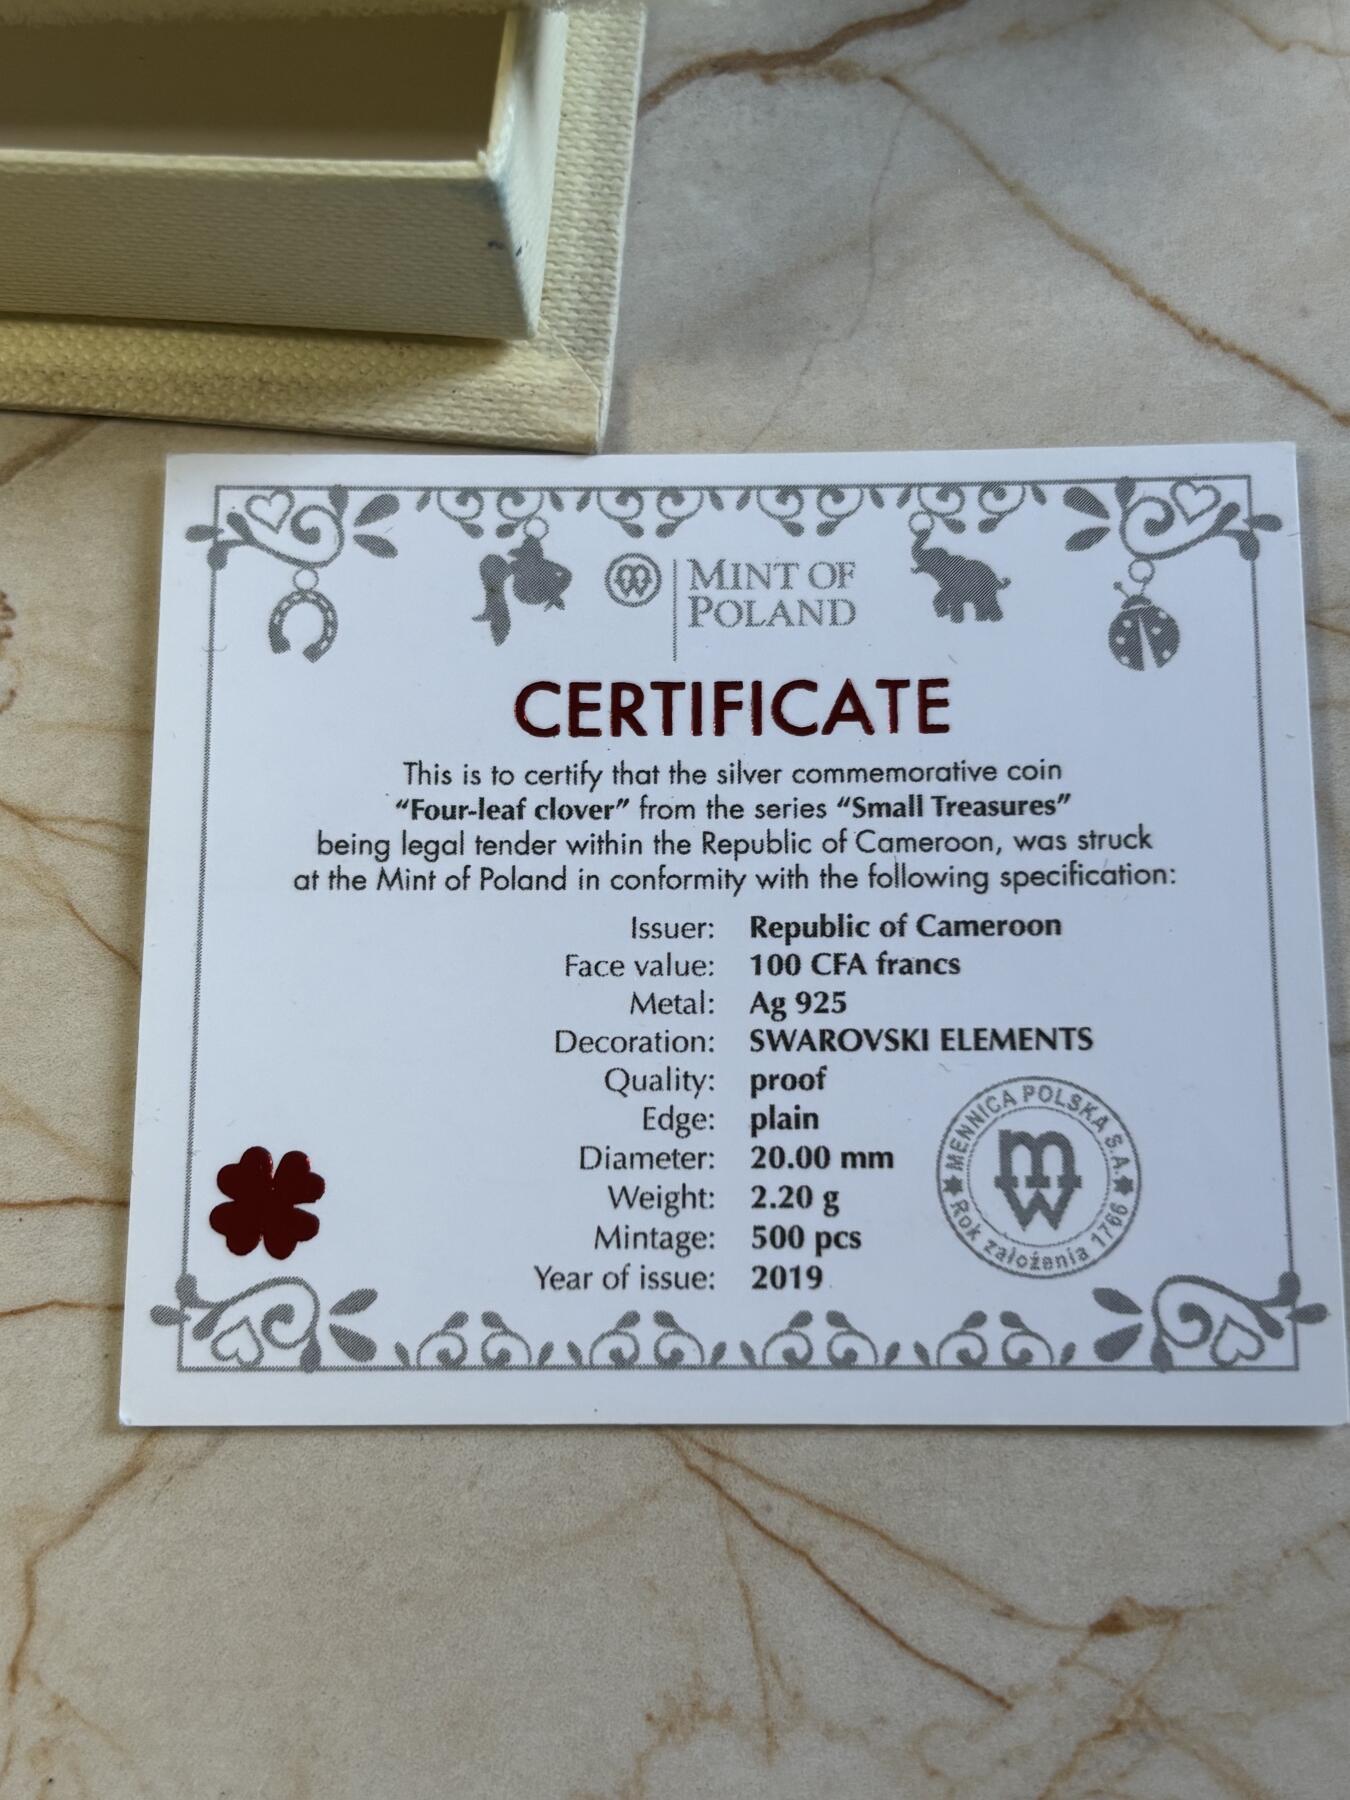 MINT OF
POLAND
CERTIFICATE
This is to certify that the silver commemorative coin
“Four-leaf clover” from the series “Small Treasures”
being legal tender within the Republic of Cameroon, was struck
at the Mint of Poland in conformity with the following specification:
Issuer: Republic of Cameroon
Face value: 100 CFA francs
Metal: Ag 925
Decoration: SWAROVSKI ELEMENTS
Quality: proof
Edge: plain
Diameter: 20.00 mm
Weight: 2.20 g
Mintage: 500 pcs
Year of issue: 2019
MENNICA POLSKA S.A.
Rok założenia 1766